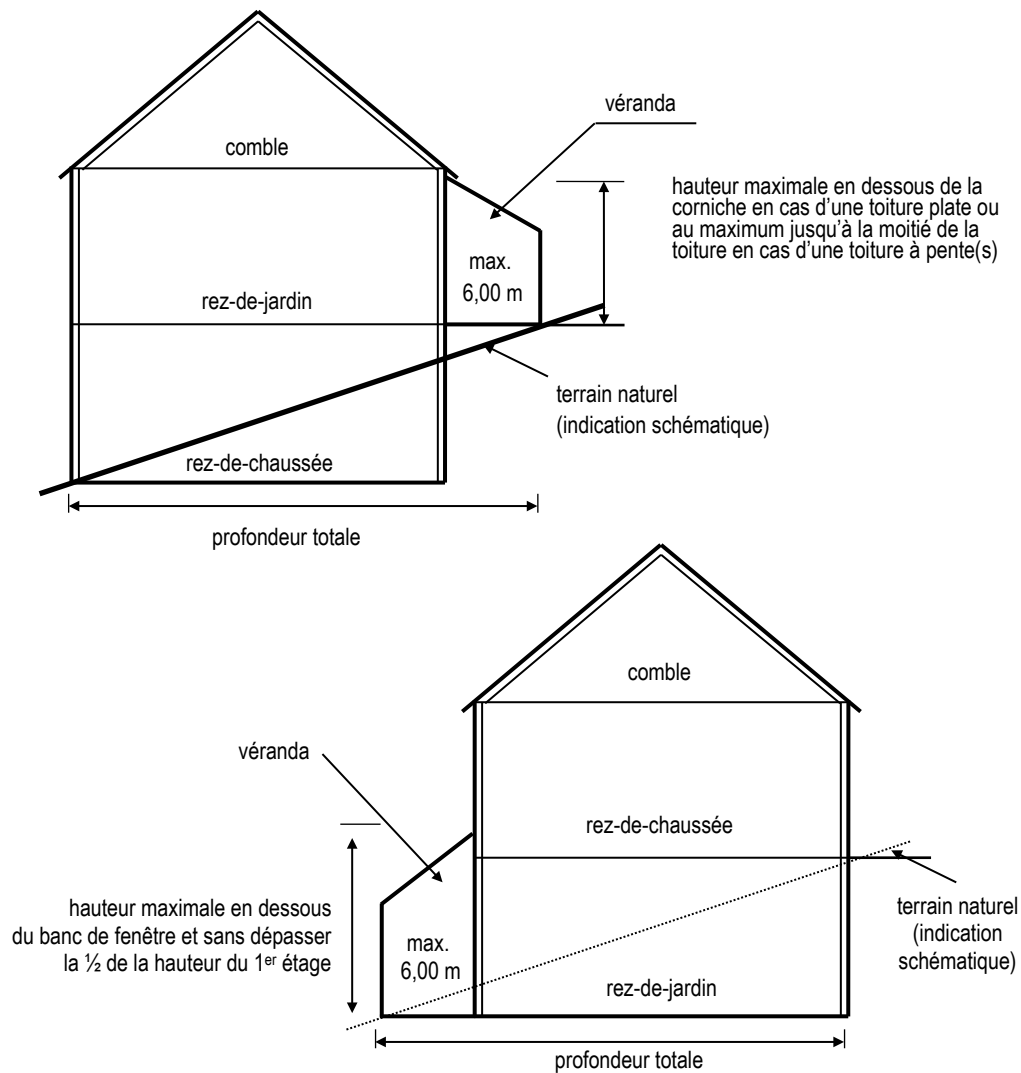 véranda
comble
hauteur maximale en dessous de la
corniche en cas d’une toiture plate ou
au maximum jusqu’à la moitié de la
toiture en cas d’une toiture à pente(s)
max.
6,00 m
rez-de-jardin
terrain naturel
(indication schématique)
rez-de-chaussée
profondeur totale
comble
véranda
rez-de-chaussée
hauteur maximale en dessous
du banc de fenêtre et sans dépasser
la ½ de la hauteur du 1er étage
max.
6,00 m
terrain naturel
(indication
schématique)
rez-de-jardin
profondeur totale